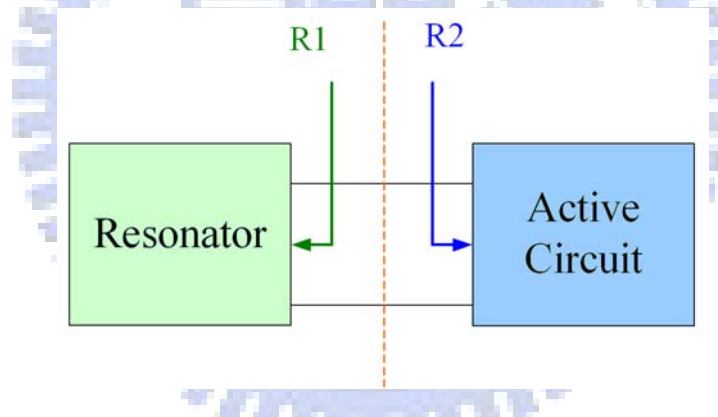 R1
R2
Resonator
Active
Circuit